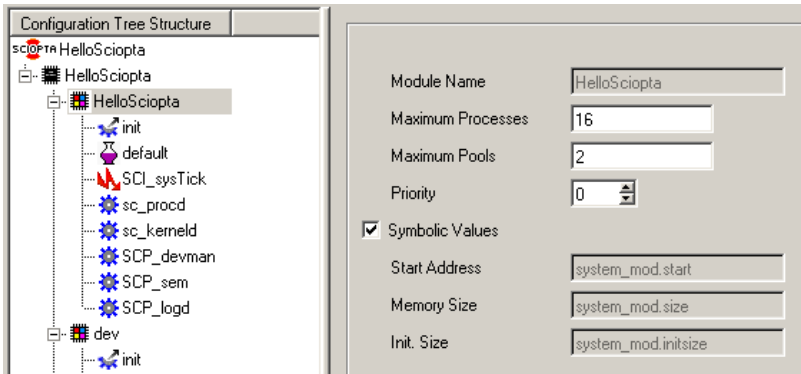 Configuration Tree Structure
SCIOPTA HelloSciopta
HelloSciopta
HelloSciopta
init
default
SCI_sysTick
sc_procd
sc_kerneld
SCP_devman
SCP_sem
SCP_logd
dev
init
Module Name HelloSciopta
Maximum Processes 16
Maximum Pools 2
Priority 0
Symbolic Values
Start Address system_mod.start
Memory Size system_mod.size
Init. Size system_mod.initsize